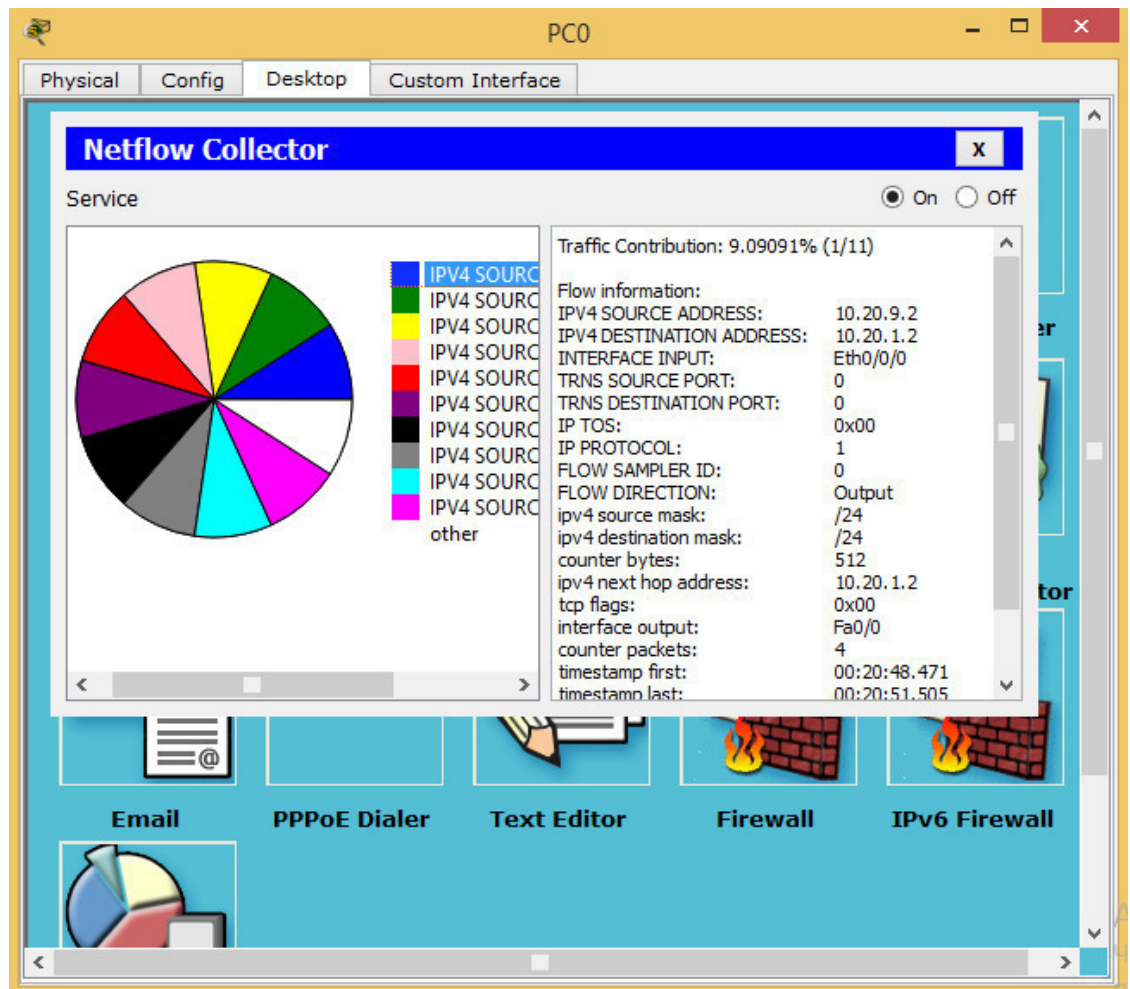 PC0
Physical Config Desktop Custom Interface
Netflow Collector X
Service On Off
IPV4 SOURC
IPV4 SOURC
IPV4 SOURC
IPV4 SOURC
IPV4 SOURC
IPV4 SOURC
IPV4 SOURC
IPV4 SOURC
IPV4 SOURC
IPV4 SOURC
other
Traffic Contribution: 9.09091% (1/11)
Flow information:
IPV4 SOURCE ADDRESS: 10.20.9.2
IPV4 DESTINATION ADDRESS: 10.20.1.2
INTERFACE INPUT: Eth0/0/0
TRNS SOURCE PORT: 0
TRNS DESTINATION PORT: 0
IP TOS: 0x00
IP PROTOCOL: 1
FLOW SAMPLER ID: 0
FLOW DIRECTION: Output
ipv4 source mask: /24
ipv4 destination mask: /24
counter bytes: 512
ipv4 next hop address: 10.20.1.2
tcp flags: 0x00
interface output: Fa0/0
counter packets: 4
timestamp first: 00:20:48.471
timestamp last: 00:20:51.505
er
tor
@
Email PPPoE Dialer Text Editor Firewall IPv6 Firewall